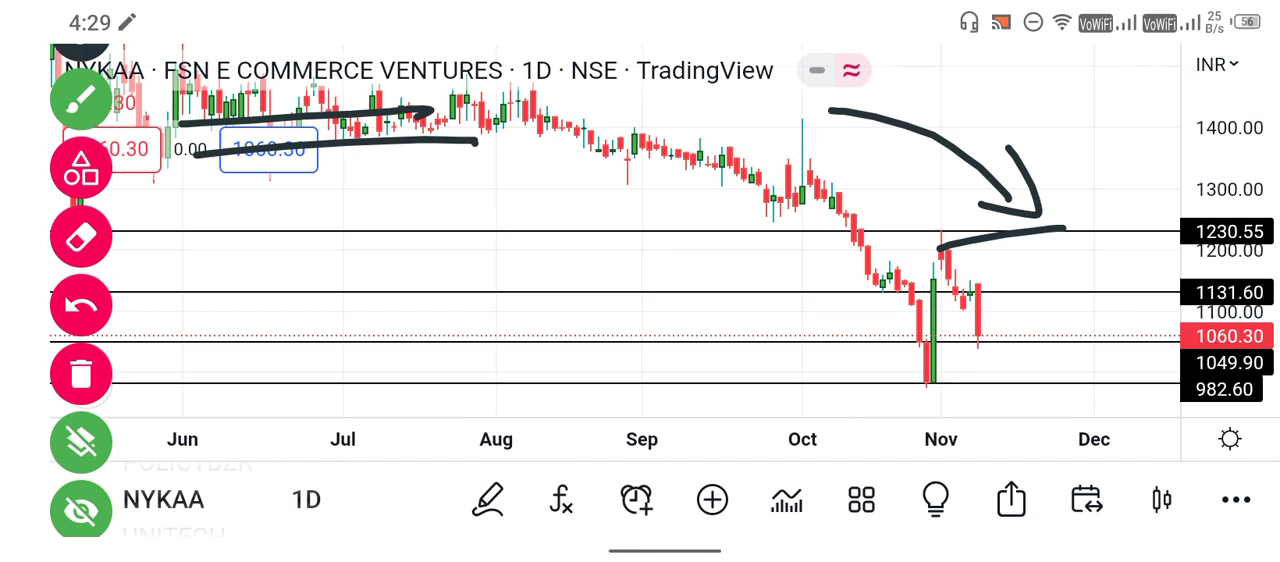 4:29 VoWiFi VoWiFi 25 B/s 56
NYKAA · FSN E COMMERCE VENTURES · 1D · NSE · TradingView
INR
0.00 1060.30
1400.00
1300.00
1230.55
1200.00
1131.60
1100.00
1060.30
1049.90
982.60
Jun Jul Aug Sep Oct Nov Dec
POLICYBZR
NYKAA 1D
UNITECH